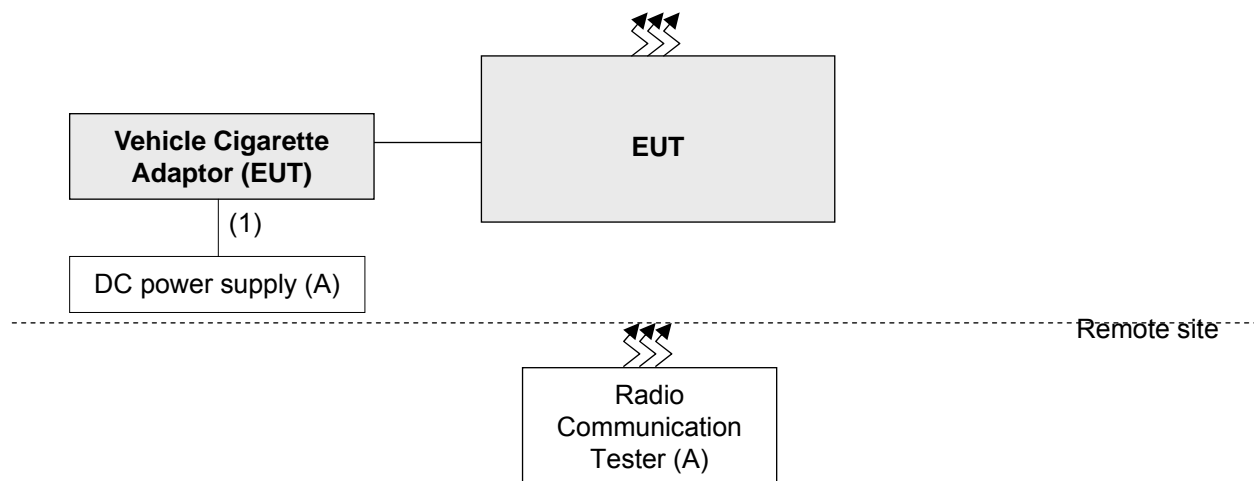 EUT
Vehicle Cigarette
Adaptor (EUT)
(1)
DC power supply (A)
Remote site
Radio
Communication
Tester (A)